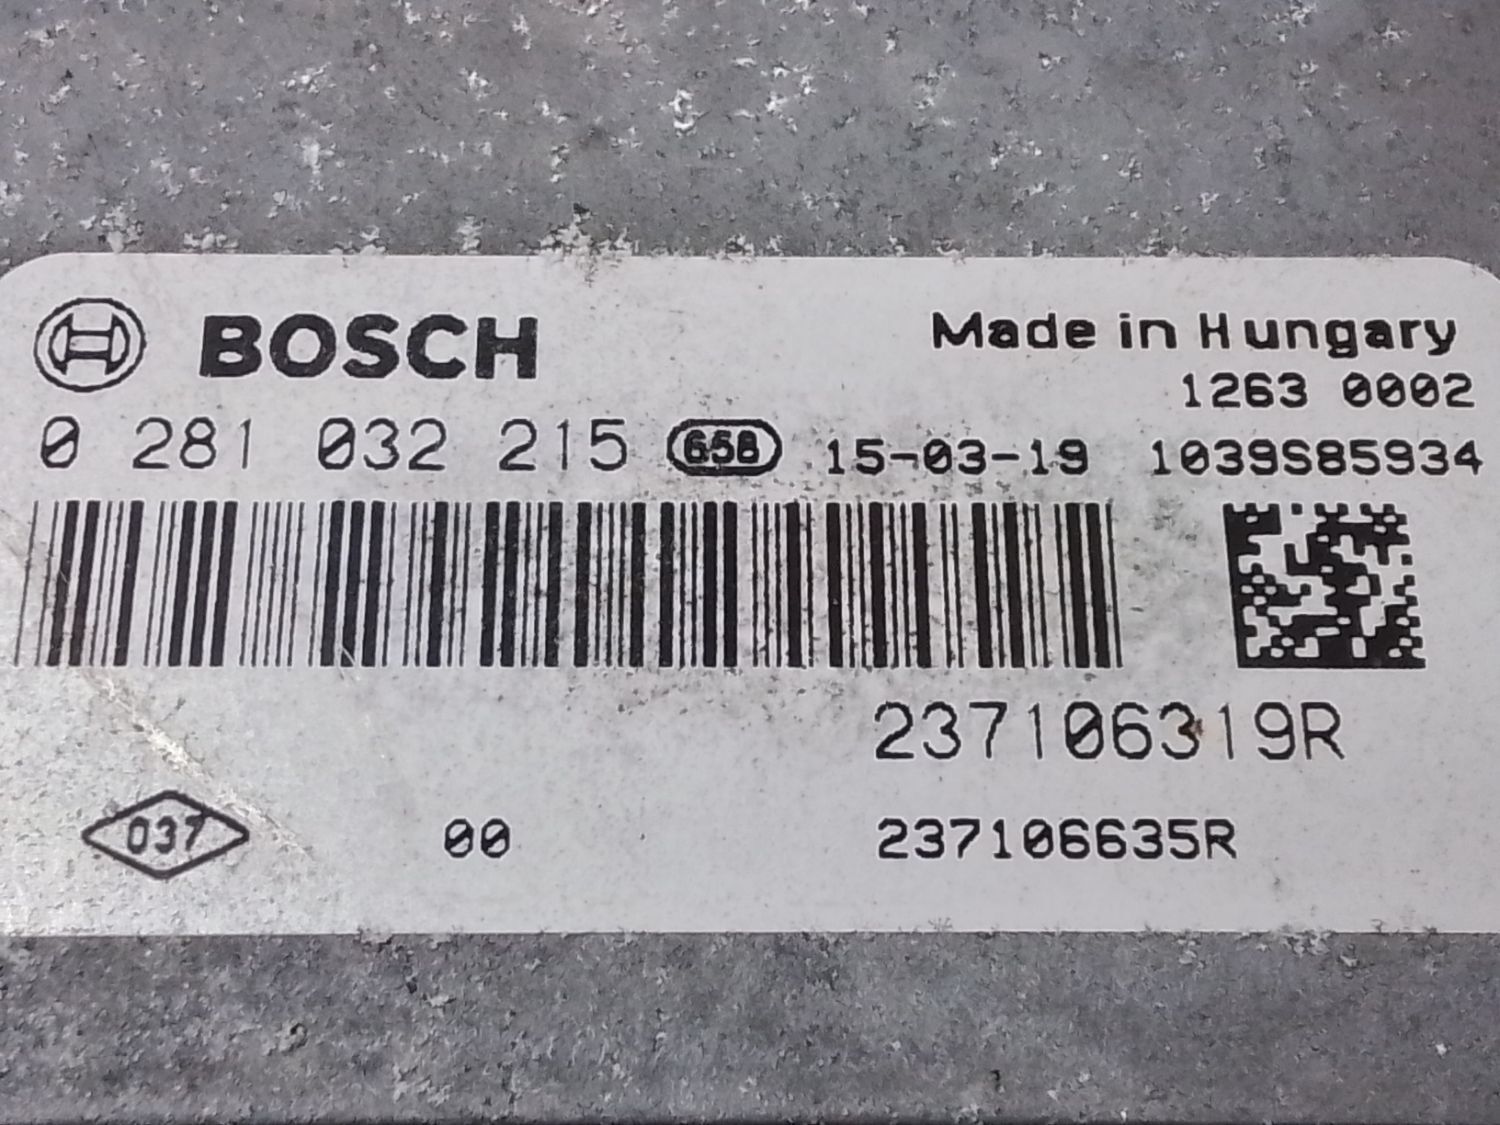 BOSCH
Made in Hungary
1263 0002
0 281 032 215 658 15-03-19 1039S85934
237106319R
037 00 237106635R